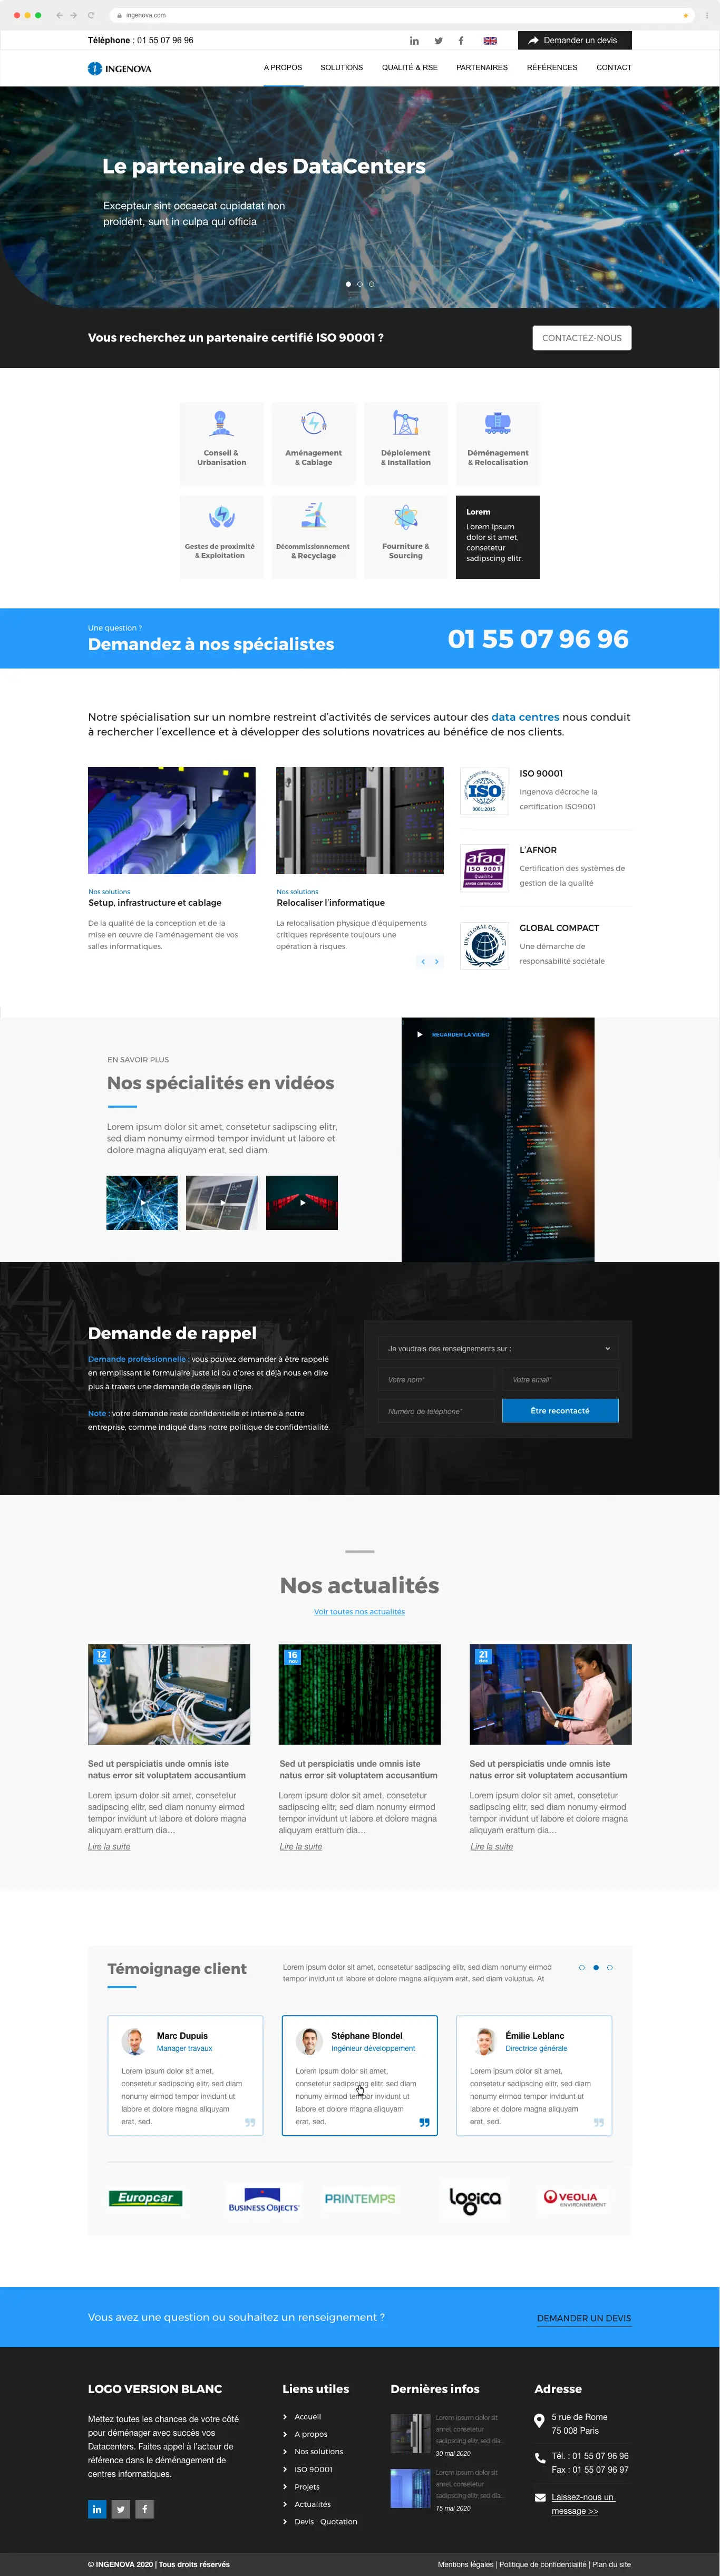 ingenova.com
Téléphone : 01 55 07 96 96
Demander un devis
INGENOVA
A PROPOS
SOLUTIONS
QUALITÉ & RSE
PARTENAIRES
RÉFÉRENCES
CONTACT
Le partenaire des DataCenters
Excepteur sint occaecat cupidatat non
proident, sunt in culpa qui officia
Vous recherchez un partenaire certifié ISO 90001 ?
CONTACTEZ-NOUS
Conseil &
Urbanisation
Aménagement
& Cablage
Déploiement
& Installation
Déménagement
& Relocalisation
Gestes de proximité
& Exploitation
Décommissionnement
& Recyclage
Fourniture &
Sourcing
Lorem
Lorem ipsum
dolor sit amet,
consetetur
sadipscing elitr.
Une question ?
Demandez à nos spécialistes
01 55 07 96 96
Notre spécialisation sur un nombre restreint d'activités de services autour des data centres nous conduit
à rechercher l'excellence et à développer des solutions novatrices au bénéfice de nos clients.
Nos solutions
Setup, infrastructure et cablage
De la qualité de la conception et de la
mise en œuvre de l'aménagement de vos
salles informatiques.
Nos solutions
Relocaliser l'informatique
La relocalisation physique d'équipements
critiques représente toujours une
opération à risques.
ISO
9001:2015
ISO 90001
Ingenova décroche la
certification ISO9001
afaq
ISO 9001
Qualité
AFNOR CERTIFICATION
L'AFNOR
Certification des systèmes de
gestion de la qualité
UN GLOBAL COMPACT
GLOBAL COMPACT
Une démarche de
responsabilité sociétale
EN SAVOIR PLUS
Nos spécialités en vidéos
Lorem ipsum dolor sit amet, consetetur sadipscing elitr,
sed diam nonumy eirmod tempor invidunt ut labore et
dolore magna aliquyam erat, sed diam.
REGARDER LA VIDÉO
Demande de rappel
Demande professionnelle : vous pouvez demander à être rappelé
en remplissant le formulaire juste ici où d'ores et déjà nous en dire
plus à travers une demande de devis en ligne.
Note : votre demande reste confidentielle et interne à notre
entreprise, comme indiqué dans notre politique de confidentialité.
Je voudrais des renseignements sur :
Votre nom*
Votre email*
Numéro de téléphone*
Être recontacté
Nos actualités
Voir toutes nos actualités
12
OCT
16
nov
21
Sed ut perspiciatis unde omnis iste
natus error sit voluptatem accusantium
Lorem ipsum dolor sit amet, consetetur
sadipscing elitr, sed diam nonumy eirmod
tempor invidunt ut labore et dolore magna
aliquyam erattum dia…
Lire la suite
Sed ut perspiciatis unde omnis iste
natus error sit voluptatem accusantium
Lorem ipsum dolor sit amet, consetetur
sadipscing elitr, sed diam nonumy eirmod
tempor invidunt ut labore et dolore magna
aliquyam erattum dia…
Lire la suite
Sed ut perspiciatis unde omnis iste
natus error sit voluptatem accusantium
Lorem ipsum dolor sit amet, consetetur
sadipscing elitr, sed diam nonumy eirmod
tempor invidunt ut labore et dolore magna
aliquyam erattum dia…
Lire la suite
Témoignage client
Lorem ipsum dolor sit amet, consetetur sadipscing elitr, sed diam nonumy eirmod
tempor invidunt ut labore et dolore magna aliquyam erat, sed diam voluptua. At
Marc Dupuis
Manager travaux
Lorem ipsum dolor sit amet,
consetetur sadipscing elitr, sed diam
nonumy eirmod tempor invidunt ut
labore et dolore magna aliquyam
erat, sed.
Stéphane Blondel
Ingénieur développement
Lorem ipsum dolor sit amet,
consetetur sadipscing elitr, sed diam
nonumy eirmod tempor invidunt ut
labore et dolore magna aliquyam
erat, sed.
Émilie Leblanc
Directrice générale
Lorem ipsum dolor sit amet,
consetetur sadipscing elitr, sed diam
nonumy eirmod tempor invidunt ut
labore et dolore magna aliquyam
erat, sed.
Europcar
BUSINESS OBJECTS
PRINTEMPS
logica
VEOLIA
ENVIRONNEMENT
Vous avez une question ou souhaitez un renseignement ?
DEMANDER UN DEVIS
LOGO VERSION BLANC
Mettez toutes les chances de votre côté
pour déménager avec succès vos
Datacenters. Faites appel à l'acteur de
référence dans le déménagement de
centres informatiques.
Liens utiles
Accueil
A propos
Nos solutions
ISO 90001
Projets
Actualités
Devis - Quotation
Dernières infos
Lorem ipsum dolor sit
amet, consetetur
sadipscing elitr, sed dia…
30 mai 2020
Lorem ipsum dolor sit
amet, consetetur
sadipscing elitr, sed dia…
15 mai 2020
Adresse
5 rue de Rome
75 008 Paris
Tél. : 01 55 07 96 96
Fax : 01 55 07 96 97
Laissez-nous un
message >>
© INGENOVA 2020 | Tous droits réservés
Mentions légales | Politique de confidentialité | Plan du site